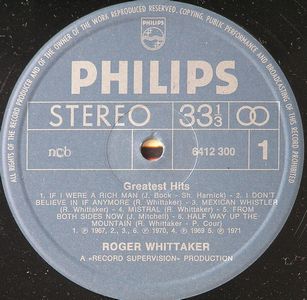 ALL RIGHTS OF THE RECORD PRODUCER AND OF THE OWNER OF THE WORK REPRODUCED RESERVED. COPYING, PUBLIC PERFORMANCE AND BROADCASTING OF THIS RECORD PROHIBITED
PHILIPS
PHILIPS
STEREO 33 1/3
ncb 6412 300 1
Greatest Hits
1. IF I WERE A RICH MAN (J. Bock - Sh. Harnick) - 2. I DON'T
BELIEVE IN IF ANYMORE (R. Whittaker) - 3. MEXICAN WHISTLER
(R. Whittaker) - 4. MISTRAL (R. Whittaker) - 5. FROM
BOTH SIDES NOW (J. Mitchell) - 6. HALF WAY UP THE
MOUNTAIN (R. Whittaker - P. Cour)
1. ℗ 1967, 2., 3., 6. ℗ 1970, 4. ℗ 1969 5. ℗ 1971
ROGER WHITTAKER
A «RECORD SUPERVISION» PRODUCTION